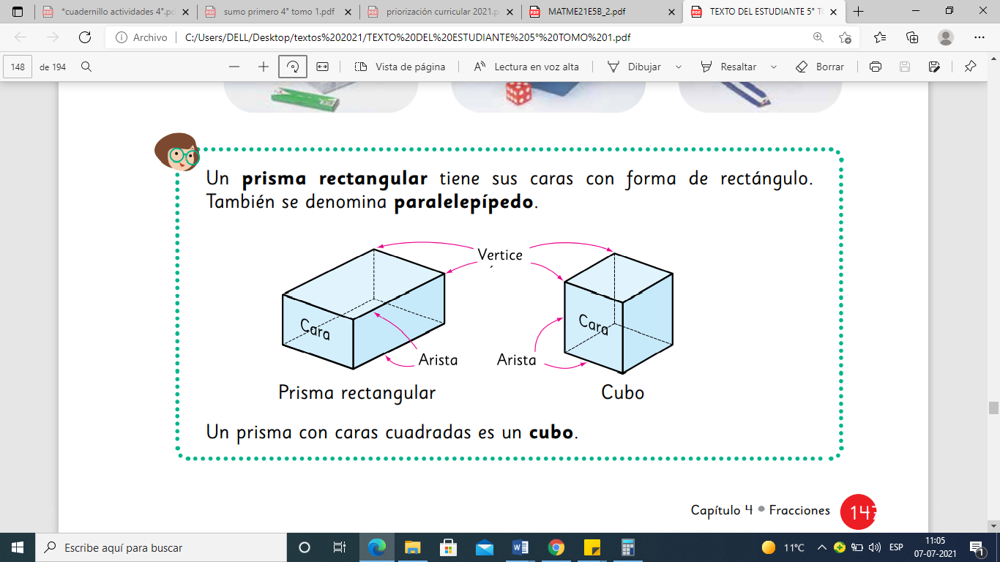 *cuadernillo actividades 4°.pd
sumo primero 4° tomo 1.pdf
priorización curricular 2021.p
MATME21E5B_2.pdf
TEXTO DEL ESTUDIANTE 5° T
Archivo
C:/Users/DELL/Desktop/textos%202021/TEXTO%20DEL%20ESTUDIANTE%205°%20TOMO%201.pdf
148 de 194
Vista de página
Lectura en voz alta
Dibujar
Resaltar
Borrar
Un prisma rectangular tiene sus caras con forma de rectángulo.
También se denomina paralelepípedo.
Vertice
Cara
Cara
Arista
Arista
Prisma rectangular
Cubo
Un prisma con caras cuadradas es un cubo.
Capítulo 4 • Fracciones 147
Escribe aquí para buscar
11°C
ESP
11:05
07-07-2021
1